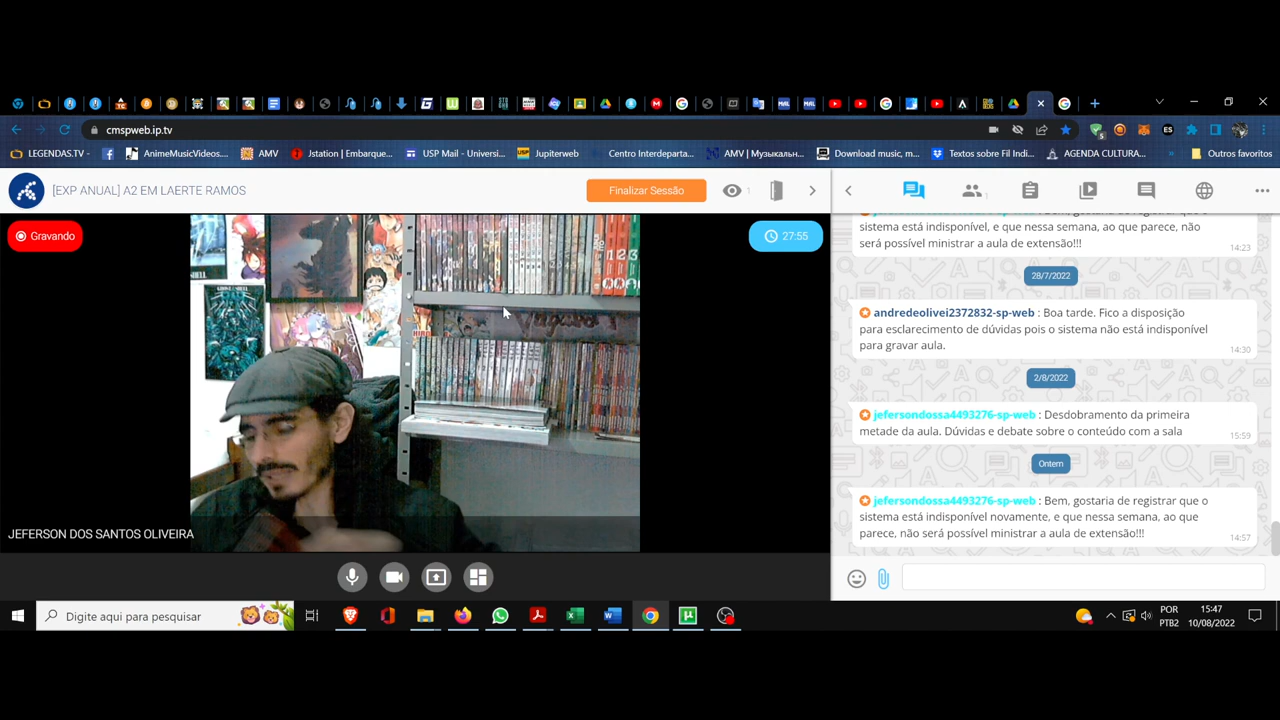 cmspweb.ip.tv
LEGENDAS.TV - AnimeMusicVideos... AMV Jstation | Embarque... USP Mail - Universi... Jupiterweb Centro Interdeparta... AMV | Музыкальн... Download music, m... Textos sobre Fil Indi... AGENDA CULTURA... » Outros favoritos
[EXP ANUAL] A2 EM LAERTE RAMOS
Finalizar Sessão
1
Gravando
27:55
JEFERSON DOS SANTOS OLIVEIRA
sistema está indisponível, e que nessa semana, ao que parece, não
será possível ministrar a aula de extensão!!!
14:23
28/7/2022
andredeolivei2372832-sp-web : Boa tarde. Fico a disposição
para esclarecimento de dúvidas pois o sistema não está indisponível
para gravar aula.
14:30
2/8/2022
jefersondossa4493276-sp-web : Desdobramento da primeira
metade da aula. Dúvidas e debate sobre o conteúdo com a sala
15:59
Ontem
jefersondossa4493276-sp-web : Bem, gostaria de registrar que o
sistema está indisponível novamente, e que nessa semana, ao que
parece, não será possível ministrar a aula de extensão!!!
14:57
Digite aqui para pesquisar
POR
PTB2
15:47
10/08/2022